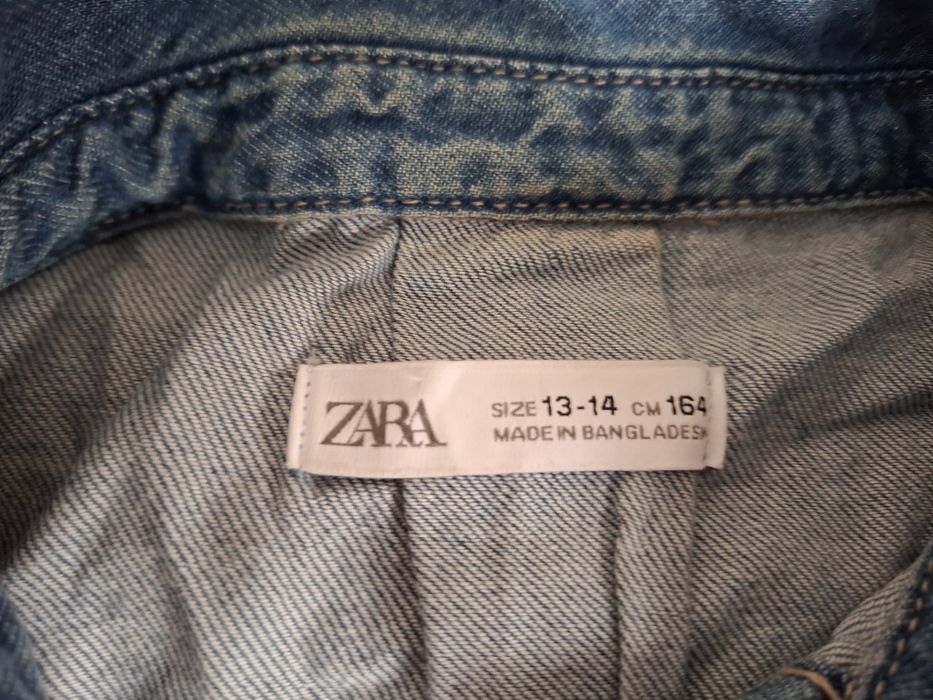 ZARA
SIZE 13-14 CM 164
MADE IN BANGLADESH